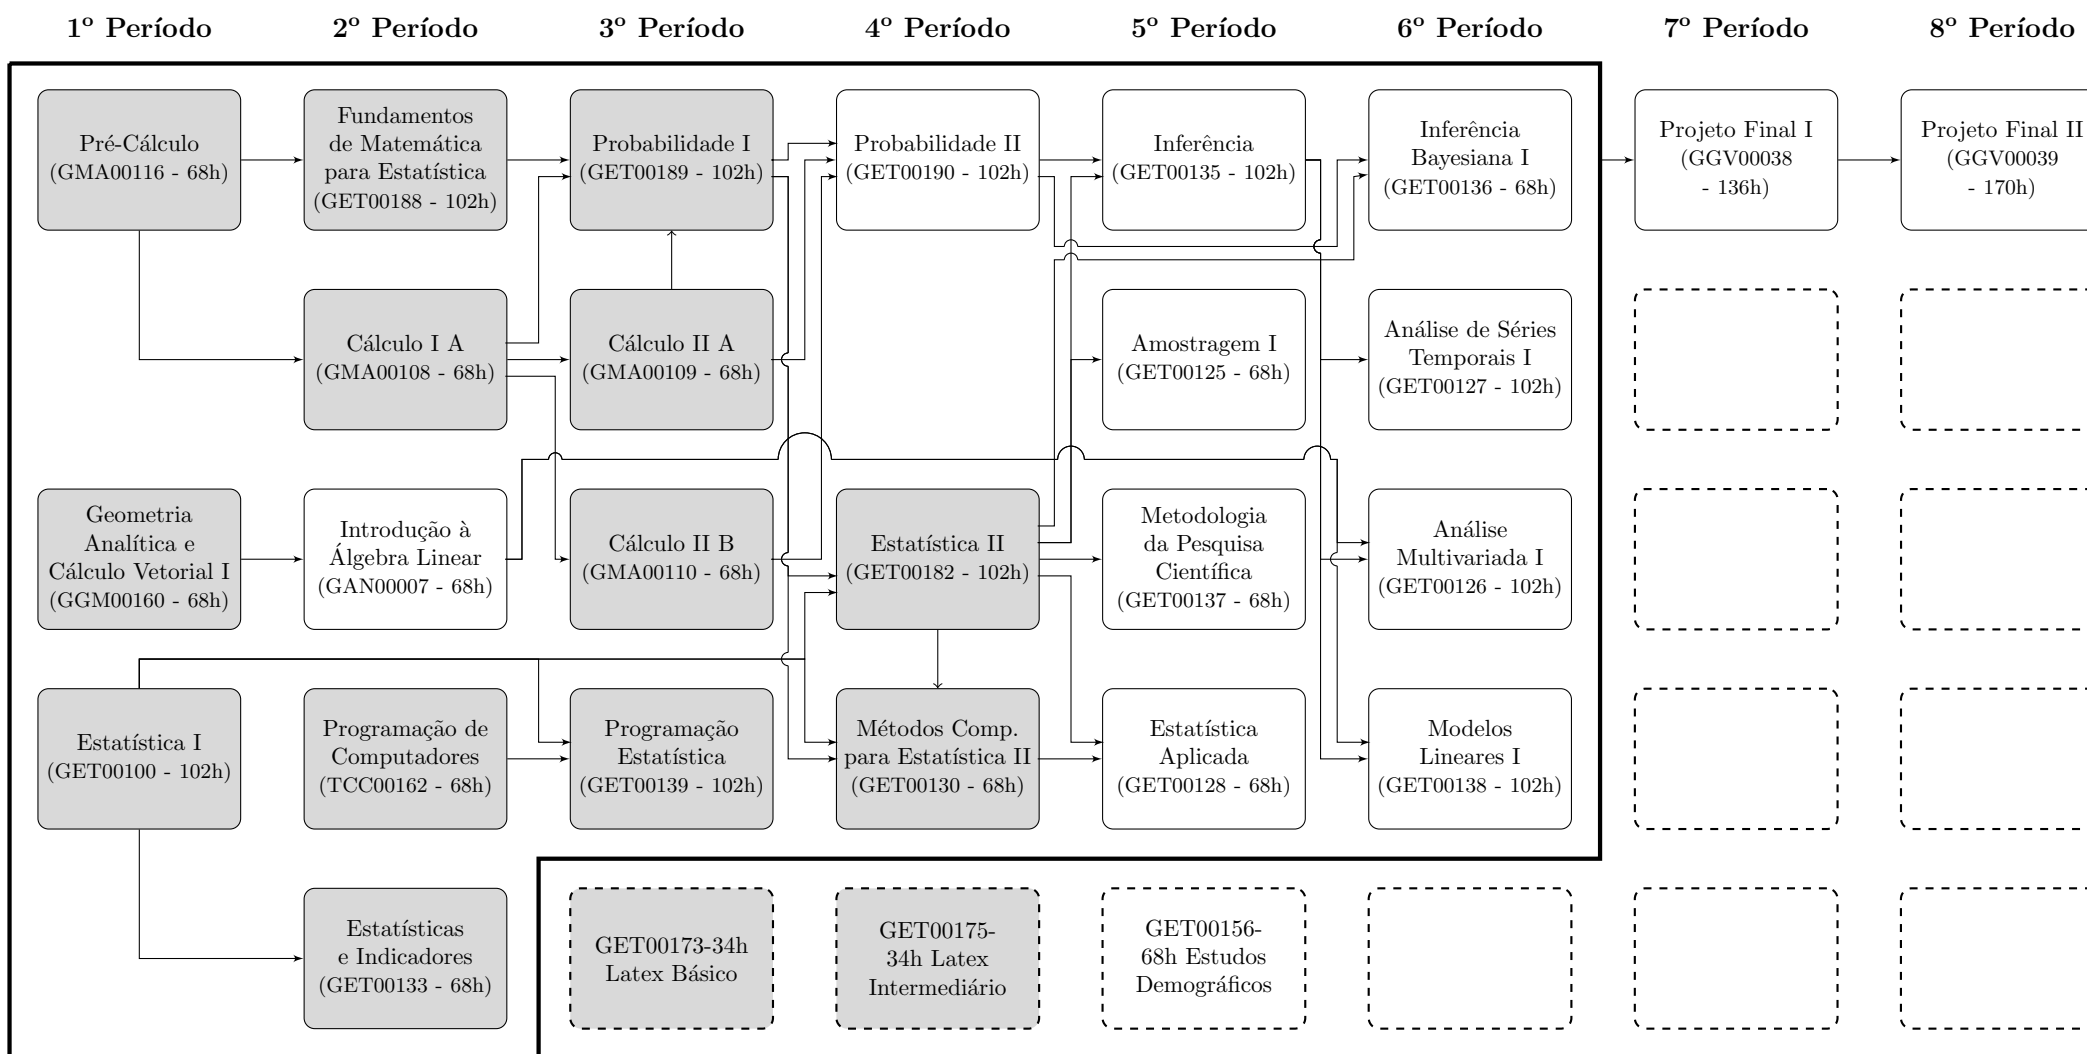 1º Período
2º Período
3º Período
4º Período
5º Período
6º Período
7º Período
8º Período
Pré-Cálculo
(GMA00116 - 68h)
Fundamentos
de Matemática
para Estatística
(GET00188 - 102h)
Probabilidade I
(GET00189 - 102h)
Probabilidade II
(GET00190 - 102h)
Inferência
(GET00135 - 102h)
Inferência
Bayesiana I
(GET00136 - 68h)
Projeto Final I
(GGV00038
- 136h)
Projeto Final II
(GGV00039
- 170h)
Cálculo I A
(GMA00108 - 68h)
Cálculo II A
(GMA00109 - 68h)
Amostragem I
(GET00125 - 68h)
Análise de Séries
Temporais I
(GET00127 - 102h)
Geometria
Analítica e
Cálculo Vetorial I
(GGM00160 - 68h)
Introdução à
Álgebra Linear
(GAN00007 - 68h)
Cálculo II B
(GMA00110 - 68h)
Estatística II
(GET00182 - 102h)
Metodologia
da Pesquisa
Científica
(GET00137 - 68h)
Análise
Multivariada I
(GET00126 - 102h)
Estatística I
(GET00100 - 102h)
Programação de
Computadores
(TCC00162 - 68h)
Programação
Estatística
(GET00139 - 102h)
Métodos Comp.
para Estatística II
(GET00130 - 68h)
Estatística
Aplicada
(GET00128 - 68h)
Modelos
Lineares I
(GET00138 - 102h)
Estatísticas
e Indicadores
(GET00133 - 68h)
GET00173-34h
Latex Básico
GET00175-
34h Latex
Intermediário
GET00156-
68h Estudos
Demográficos